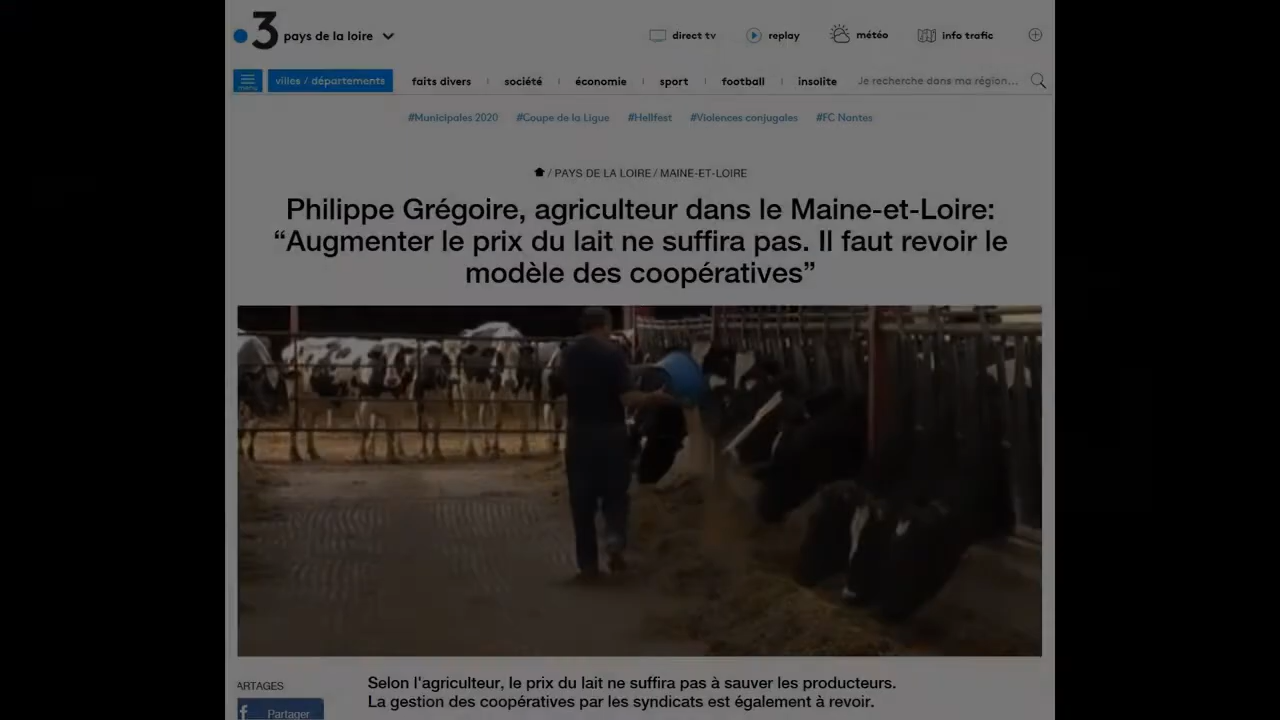 3 pays de la loire
direct tv
replay
météo
info trafic
menu
villes / départements
faits divers
société
économie
sport
football
insolite
Je recherche dans ma région...
#Municipales 2020
#Coupe de la Ligue
#Hellfest
#Violences conjugales
#FC Nantes
/ PAYS DE LA LOIRE / MAINE-ET-LOIRE
Philippe Grégoire, agriculteur dans le Maine-et-Loire:
“Augmenter le prix du lait ne suffira pas. Il faut revoir le
modèle des coopératives”
ARTAGES
Partager
Selon l'agriculteur, le prix du lait ne suffira pas à sauver les producteurs.
La gestion des coopératives par les syndicats est également à revoir.